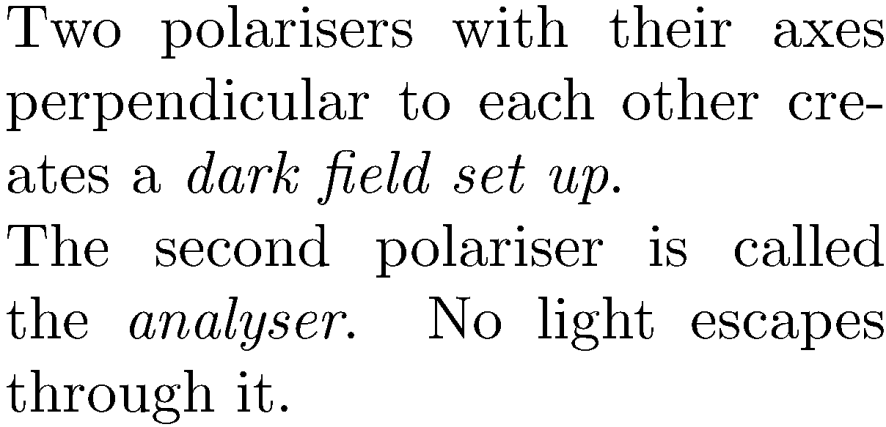 Two polarisers with their axes
perpendicular to each other cre-
ates a dark field set up.
The second polariser is called
the analyser. No light escapes
through it.